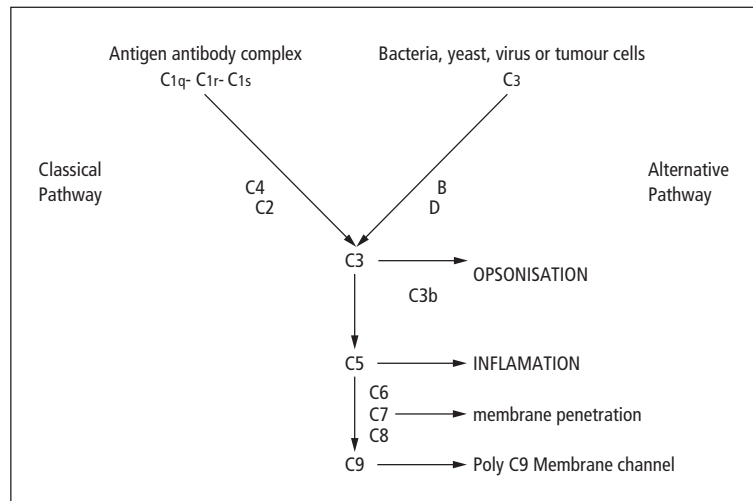 Antigen antibody complex
C1q- C1r- C1s
Bacteria, yeast, virus or tumour cells
C3
Classical
Pathway
Alternative
Pathway
C4
C2
B
D
C3
OPSONISATION
C3b
C5
INFLAMATION
C6
C7
membrane penetration
C8
C9
Poly C9 Membrane channel